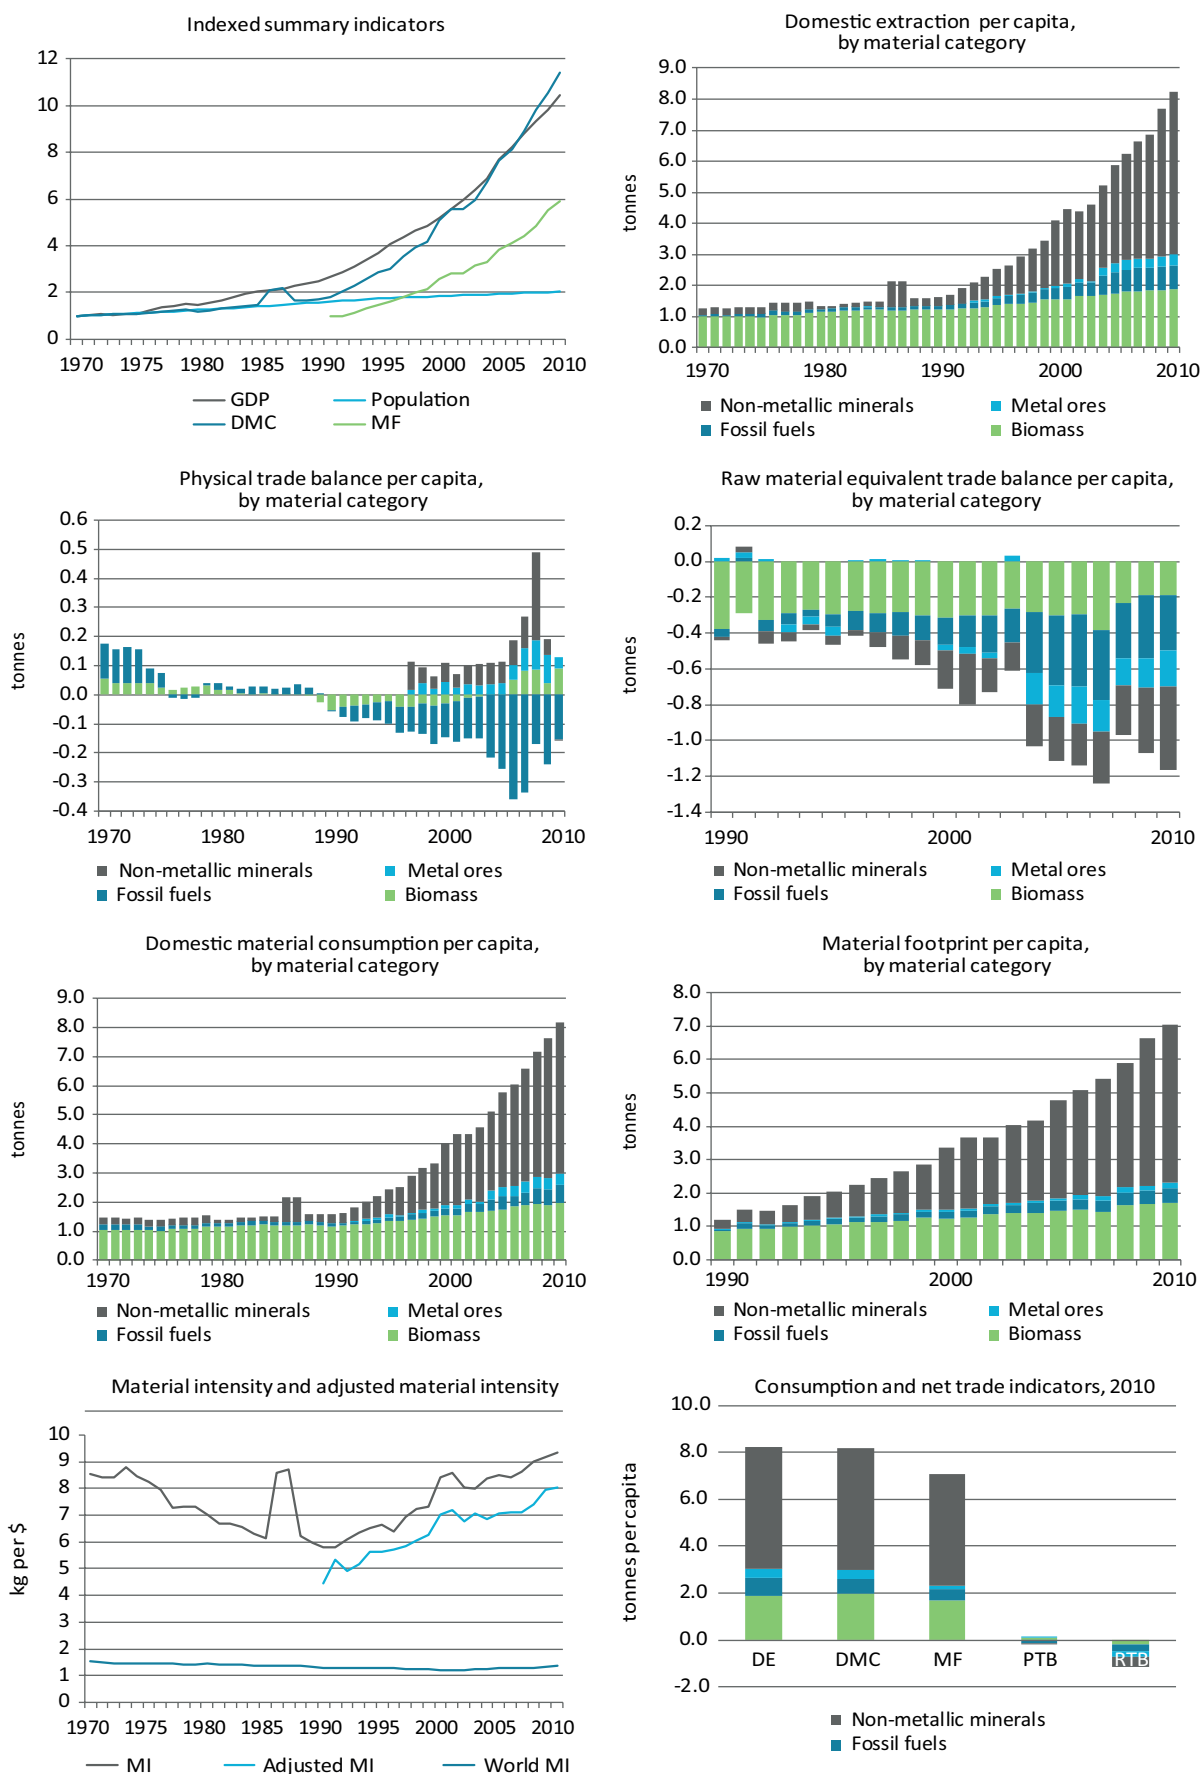 Indexed summary indicators
12
10
8
6
4
2
0
1970 1975 1980 1985 1990 1995 2000 2005 2010
GDP Population
DMC MF
Domestic extraction per capita,
by material category
tonnes
9.0
8.0
7.0
6.0
5.0
4.0
3.0
2.0
1.0
0.0
1970 1980 1990 2000 2010
Non-metallic minerals Metal ores
Fossil fuels Biomass
Physical trade balance per capita,
by material category
tonnes
0.6
0.5
0.4
0.3
0.2
0.1
0.0
-0.1
-0.2
-0.3
-0.4
1970 1980 1990 2000 2010
Non-metallic minerals Metal ores
Fossil fuels Biomass
Raw material equivalent trade balance per capita,
by material category
tonnes
0.2
0.0
-0.2
-0.4
-0.6
-0.8
-1.0
-1.2
-1.4
1990 2000 2010
Non-metallic minerals Metal ores
Fossil fuels Biomass
Domestic material consumption per capita,
by material category
tonnes
9.0
8.0
7.0
6.0
5.0
4.0
3.0
2.0
1.0
0.0
1970 1980 1990 2000 2010
Non-metallic minerals Metal ores
Fossil fuels Biomass
Material footprint per capita,
by material category
tonnes
8.0
7.0
6.0
5.0
4.0
3.0
2.0
1.0
0.0
1990 2000 2010
Non-metallic minerals Metal ores
Fossil fuels Biomass
Material intensity and adjusted material intensity
kg per $
10
9
8
7
6
5
4
3
2
1
0
1970 1975 1980 1985 1990 1995 2000 2005 2010
MI Adjusted MI World MI
Consumption and net trade indicators, 2010
tonnes per capita
10.0
8.0
6.0
4.0
2.0
0.0
-2.0
DE DMC MF PTB RTB
Non-metallic minerals
Fossil fuels